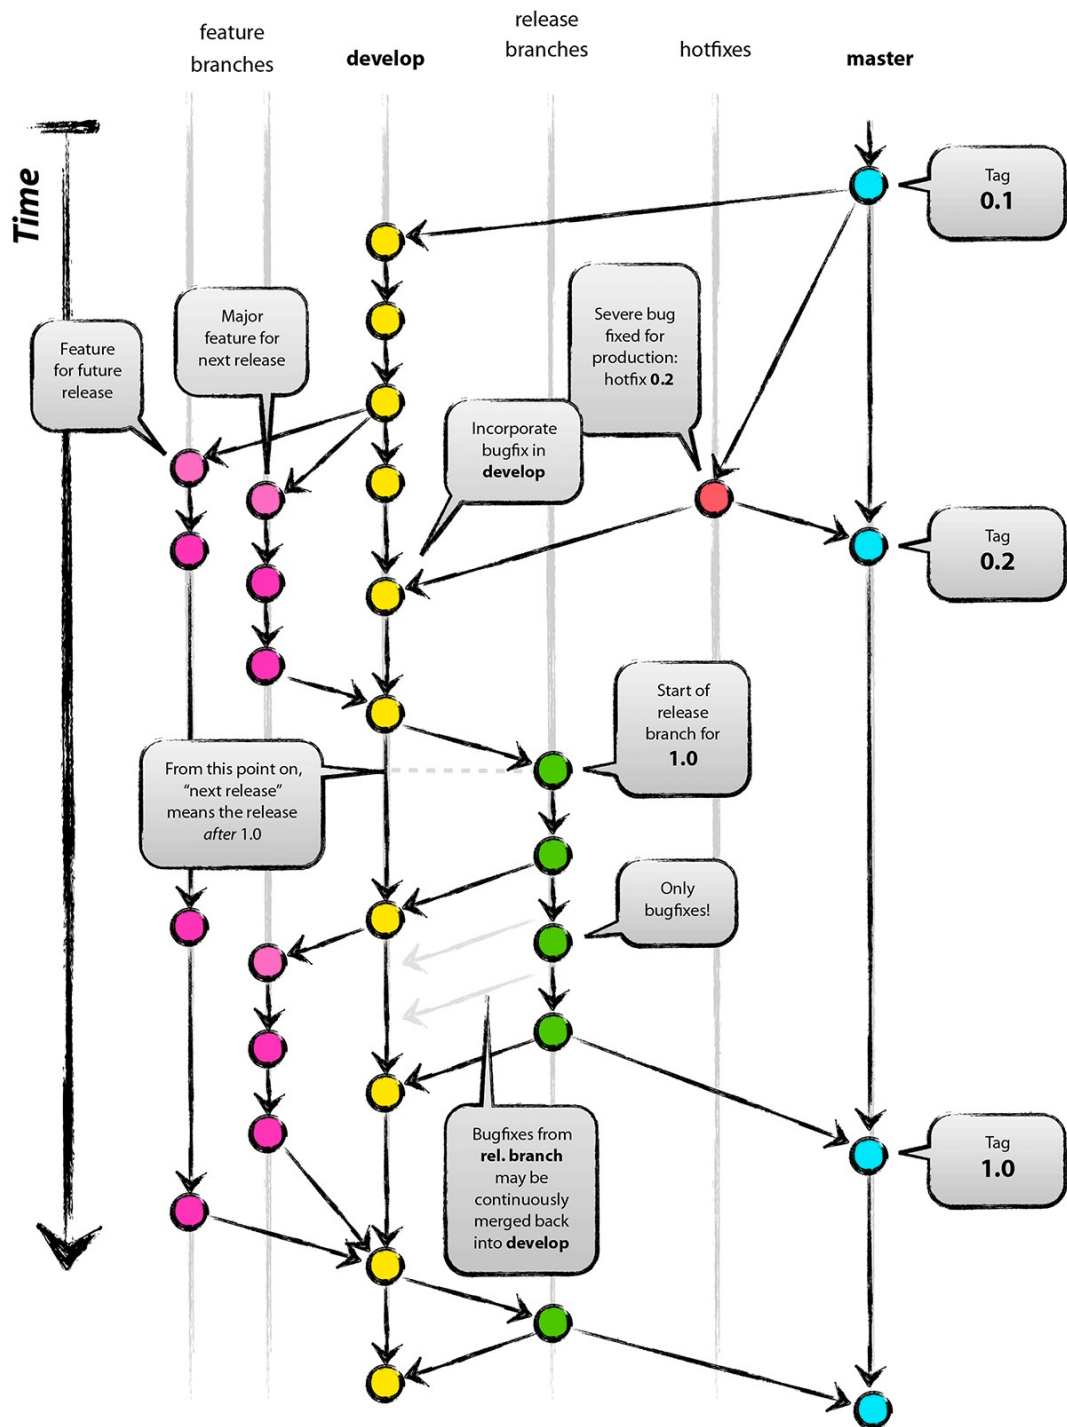 feature
branches
develop
release
branches
hotfixes
master
Time
Tag
0.1
Major
feature for
next release
Feature
for future
release
Severe bug
fixed for
production:
hotfix 0.2
Incorporate
bugfix in
develop
Tag
0.2
Start of
release
branch for
1.0
From this point on,
“next release”
means the release
after 1.0
Only
bugfixes!
Bugfixes from
rel. branch
may be
continuously
merged back
into develop
Tag
1.0